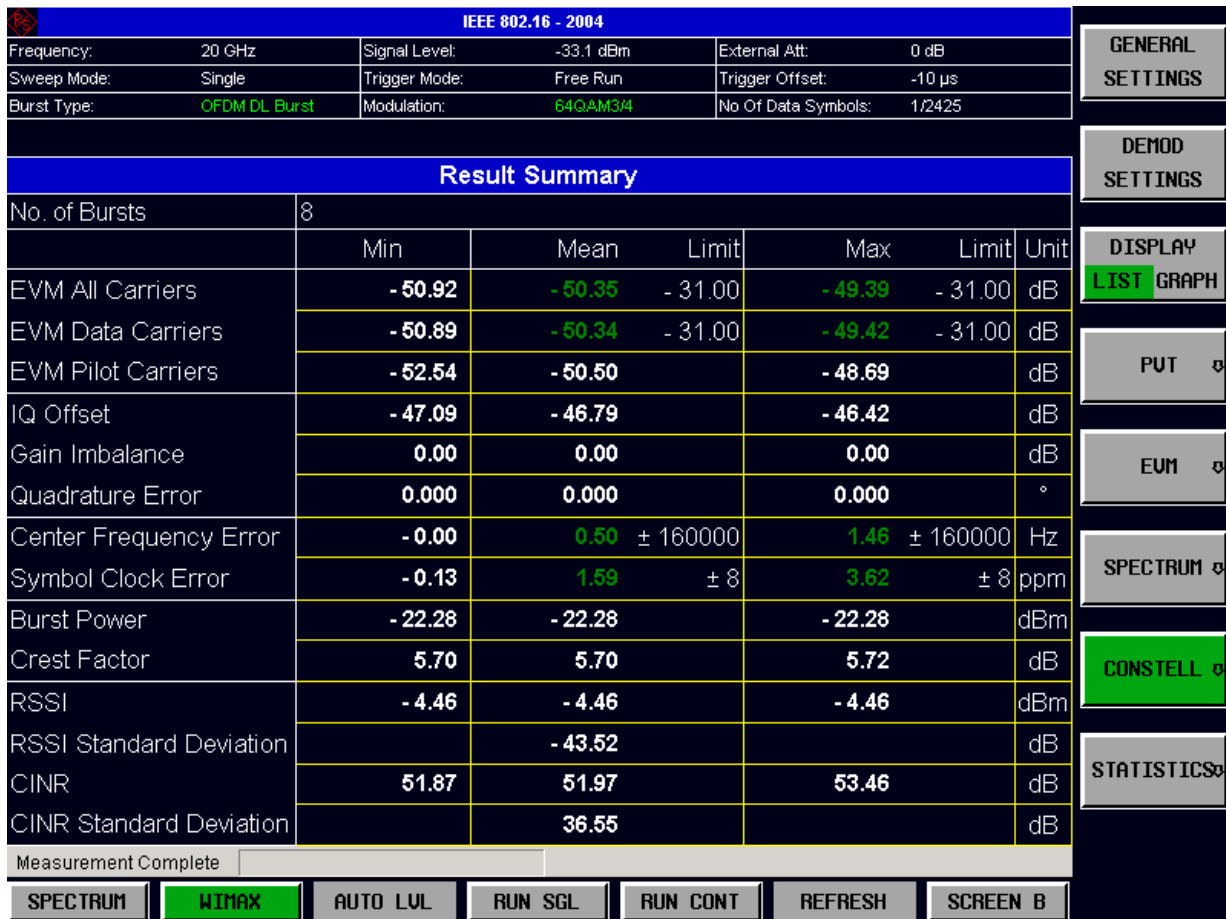 IEEE 802.16 - 2004
Frequency: 20 GHz Signal Level: -33.1 dBm External Att: 0 dB
Sweep Mode: Single Trigger Mode: Free Run Trigger Offset: -10 µs
Burst Type: OFDM DL Burst Modulation: 64QAM3/4 No Of Data Symbols: 1/2425
Result Summary
No. of Bursts 8
Min Mean Limit Max Limit Unit
EVM All Carriers - 50.92 - 50.35 - 31.00 - 49.39 - 31.00 dB
EVM Data Carriers - 50.89 - 50.34 - 31.00 - 49.42 - 31.00 dB
EVM Pilot Carriers - 52.54 - 50.50 - 48.69 dB
IQ Offset - 47.09 - 46.79 - 46.42 dB
Gain Imbalance 0.00 0.00 0.00 dB
Quadrature Error 0.000 0.000 0.000 °
Center Frequency Error - 0.00 0.50 ± 160000 1.46 ± 160000 Hz
Symbol Clock Error - 0.13 1.59 ± 8 3.62 ± 8 ppm
Burst Power - 22.28 - 22.28 - 22.28 dBm
Crest Factor 5.70 5.70 5.72 dB
RSSI - 4.46 - 4.46 - 4.46 dBm
RSSI Standard Deviation - 43.52 dB
CINR 51.87 51.97 53.46 dB
CINR Standard Deviation 36.55 dB
Measurement Complete
SPECTRUM WIMAX AUTO LVL RUN SGL RUN CONT REFRESH SCREEN B
GENERAL
SETTINGS
DEMOD
SETTINGS
DISPLAY
LIST GRAPH
PVT
EVM
SPECTRUM
CONSTELL
STATISTICS